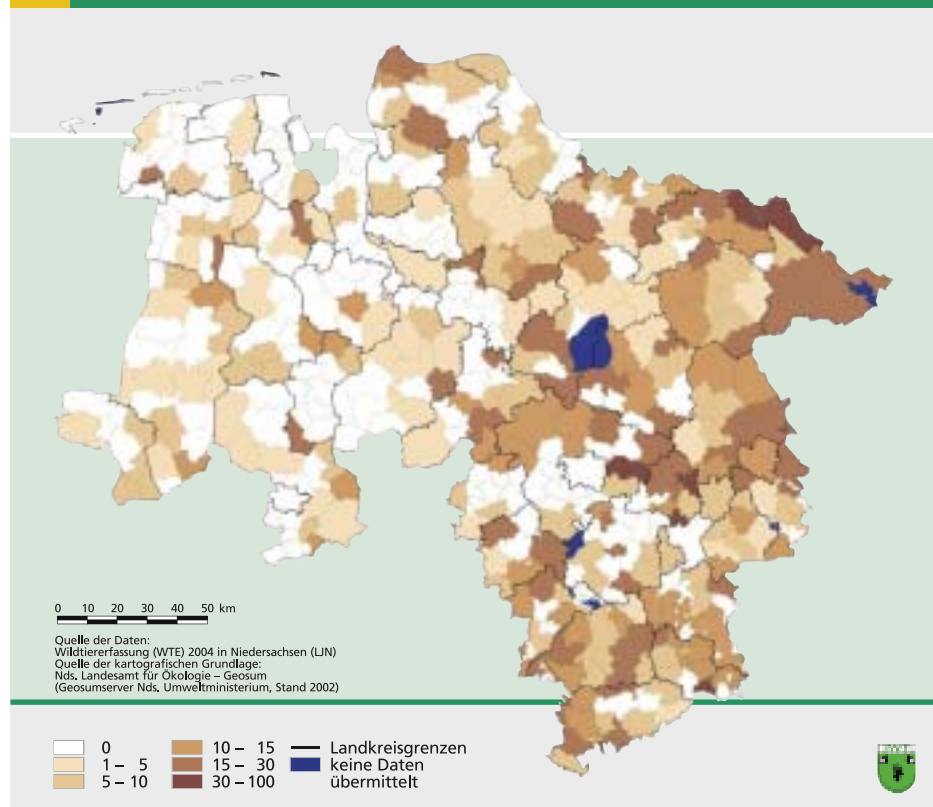 0 10 20 30 40 50 km
Quelle der Daten:
Wildtiererfassung (WTE) 2004 in Niedersachsen (LJN)
Quelle der kartografischen Grundlage:
Nds. Landesamt für Ökologie – Geosum
(Geosumserver Nds. Umweltministerium, Stand 2002)
0 10 – 15 Landkreisgrenzen
1 – 5 15 – 30 keine Daten
5 – 10 30 – 100 übermittelt